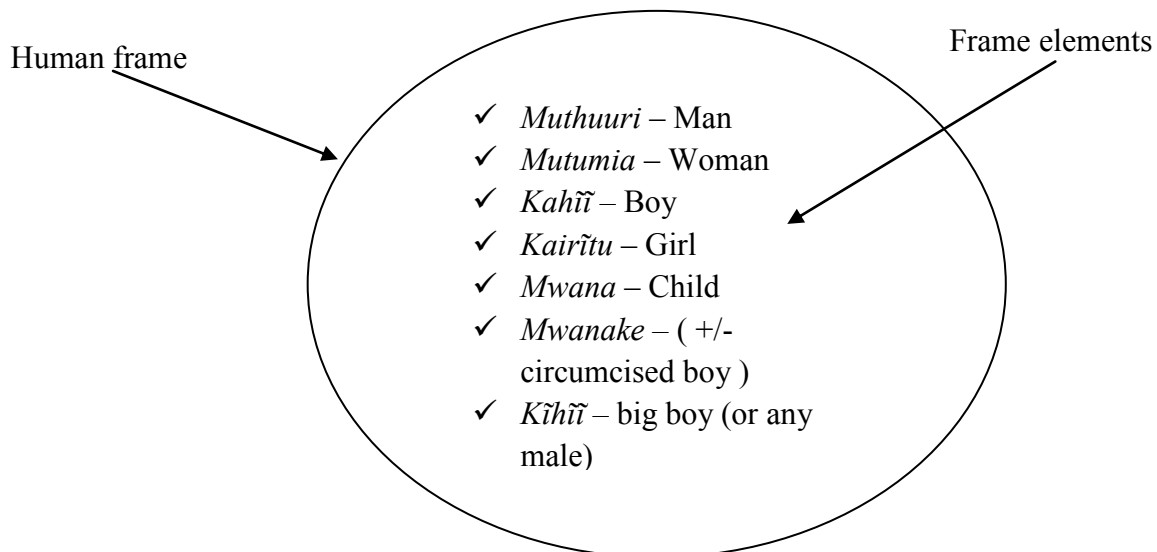 Human frame
Frame elements
✓ Muthuuri – Man
✓ Mutumia – Woman
✓ Kahĩĩ – Boy
✓ Kairĩtu – Girl
✓ Mwana – Child
✓ Mwanake – ( +/-
circumcised boy )
✓ Kĩhĩĩ – big boy (or any
male)